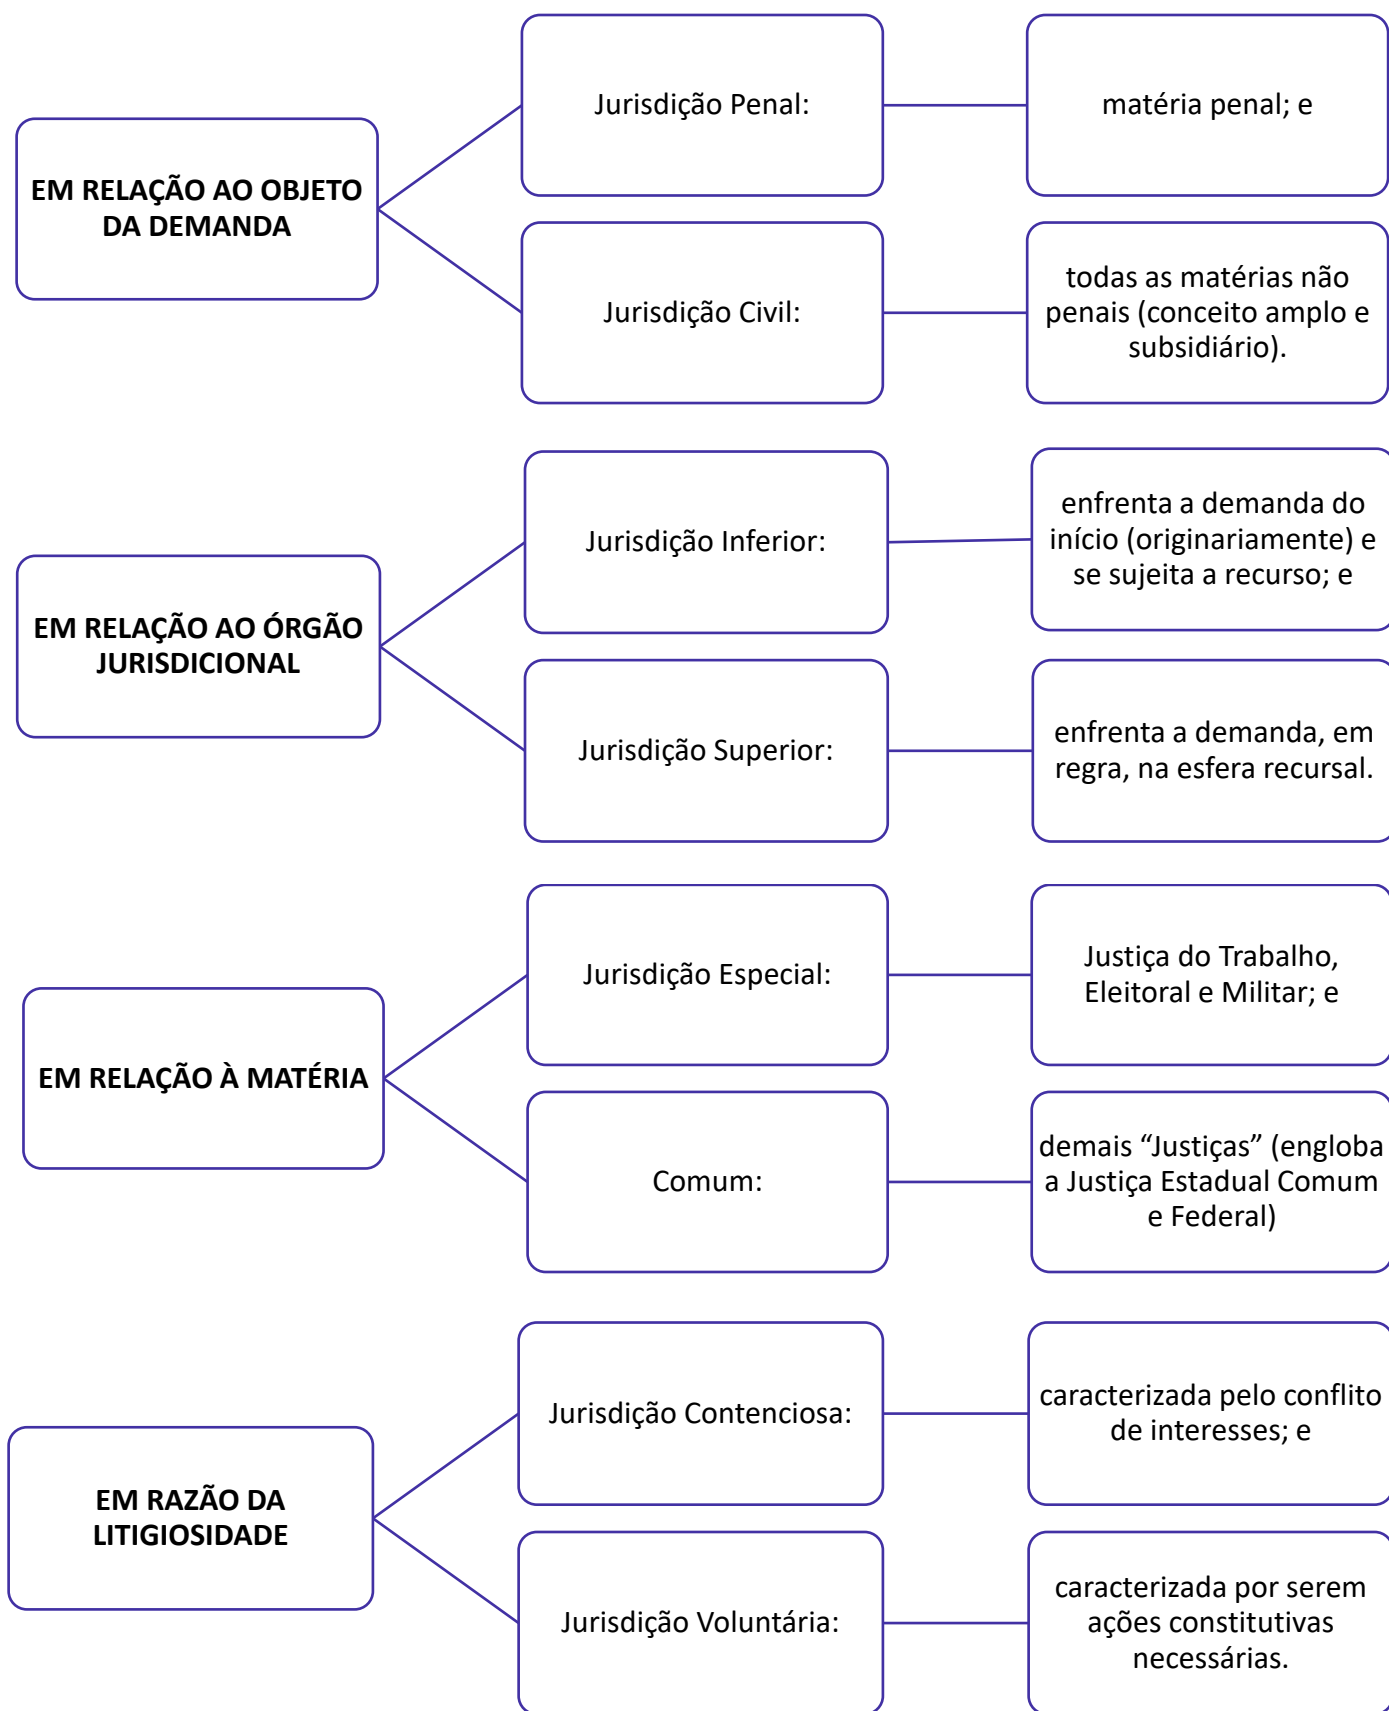 EM RELAÇÃO AO OBJETO
DA DEMANDA
Jurisdição Penal:
matéria penal; e
Jurisdição Civil:
todas as matérias não
penais (conceito amplo e
subsidiário).
EM RELAÇÃO AO ÓRGÃO
JURISDICIONAL
Jurisdição Inferior:
enfrenta a demanda do
início (originariamente) e
se sujeita a recurso; e
Jurisdição Superior:
enfrenta a demanda, em
regra, na esfera recursal.
EM RELAÇÃO À MATÉRIA
Jurisdição Especial:
Justiça do Trabalho,
Eleitoral e Militar; e
Comum:
demais “Justiças” (engloba
a Justiça Estadual Comum
e Federal)
EM RAZÃO DA
LITIGIOSIDADE
Jurisdição Contenciosa:
caracterizada pelo conflito
de interesses; e
Jurisdição Voluntária:
caracterizada por serem
ações constitutivas
necessárias.